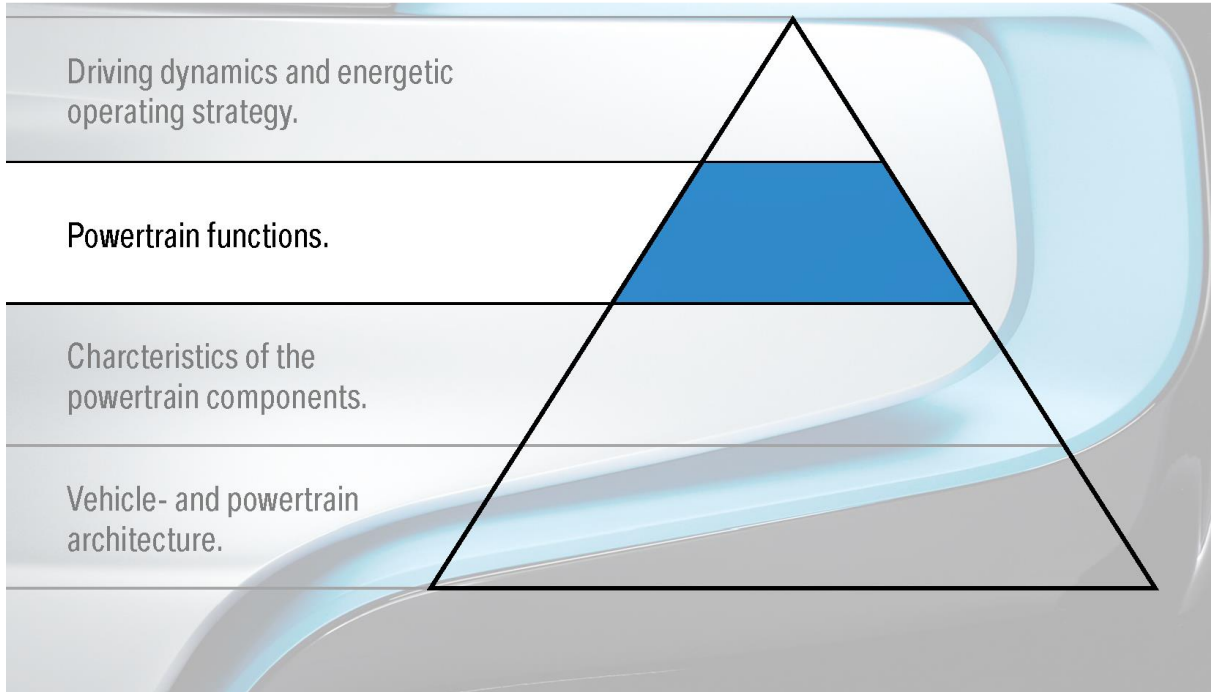 Driving dynamics and energetic
operating strategy.
Powertrain functions.
Charcteristics of the
powertrain components.
Vehicle- and powertrain
architecture.